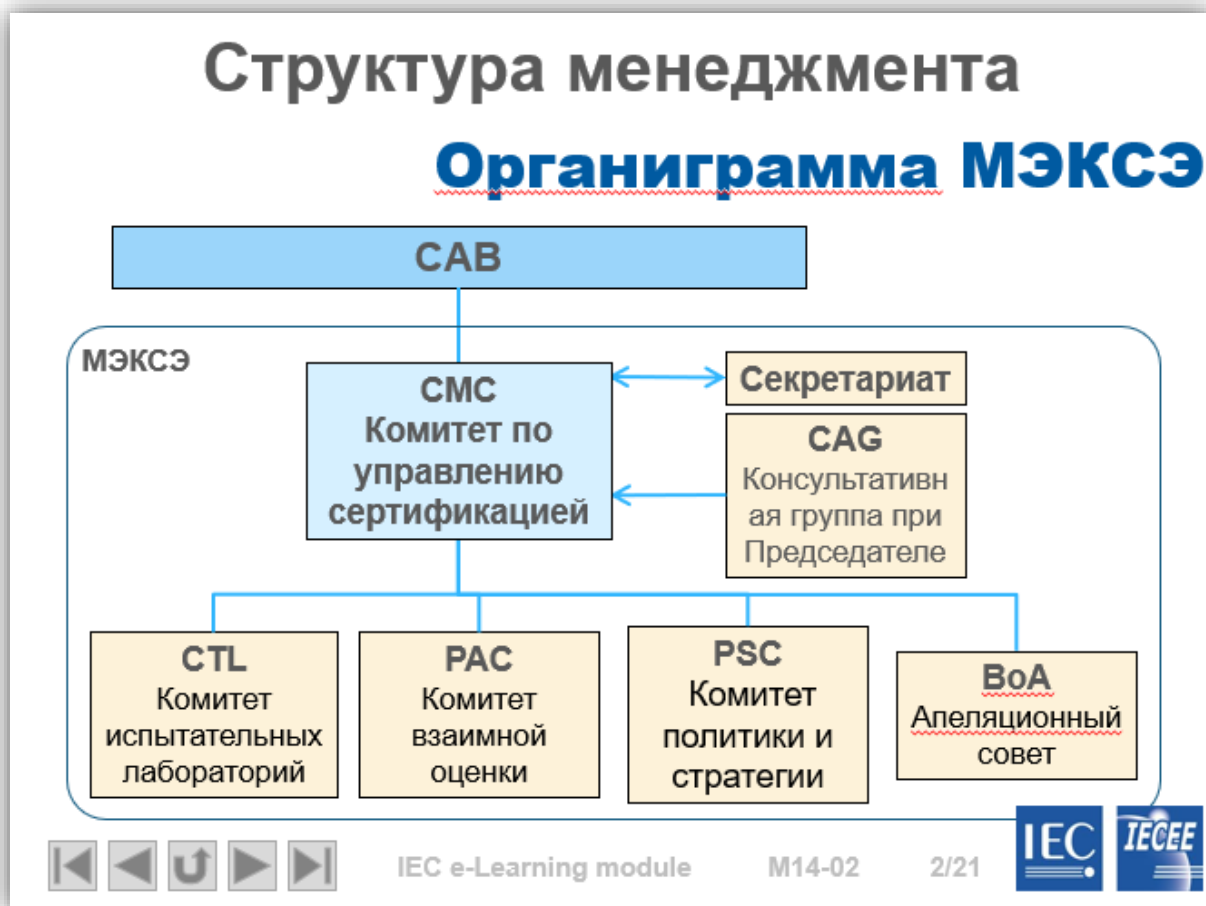 Структура менеджмента
Органиграмма МЭКСЭ
CAB
МЭКСЭ
CMC
Комитет по
управлению
сертификацией
Секретариат
CAG
Консультативн
ая группа при
Председателе
CTL
Комитет
испытательных
лабораторий
PAC
Комитет
взаимной
оценки
PSC
Комитет
политики и
стратегии
BoA
Апеляционный
совет
IEC e-Learning module M14-02 2/21
IEC
IECEE